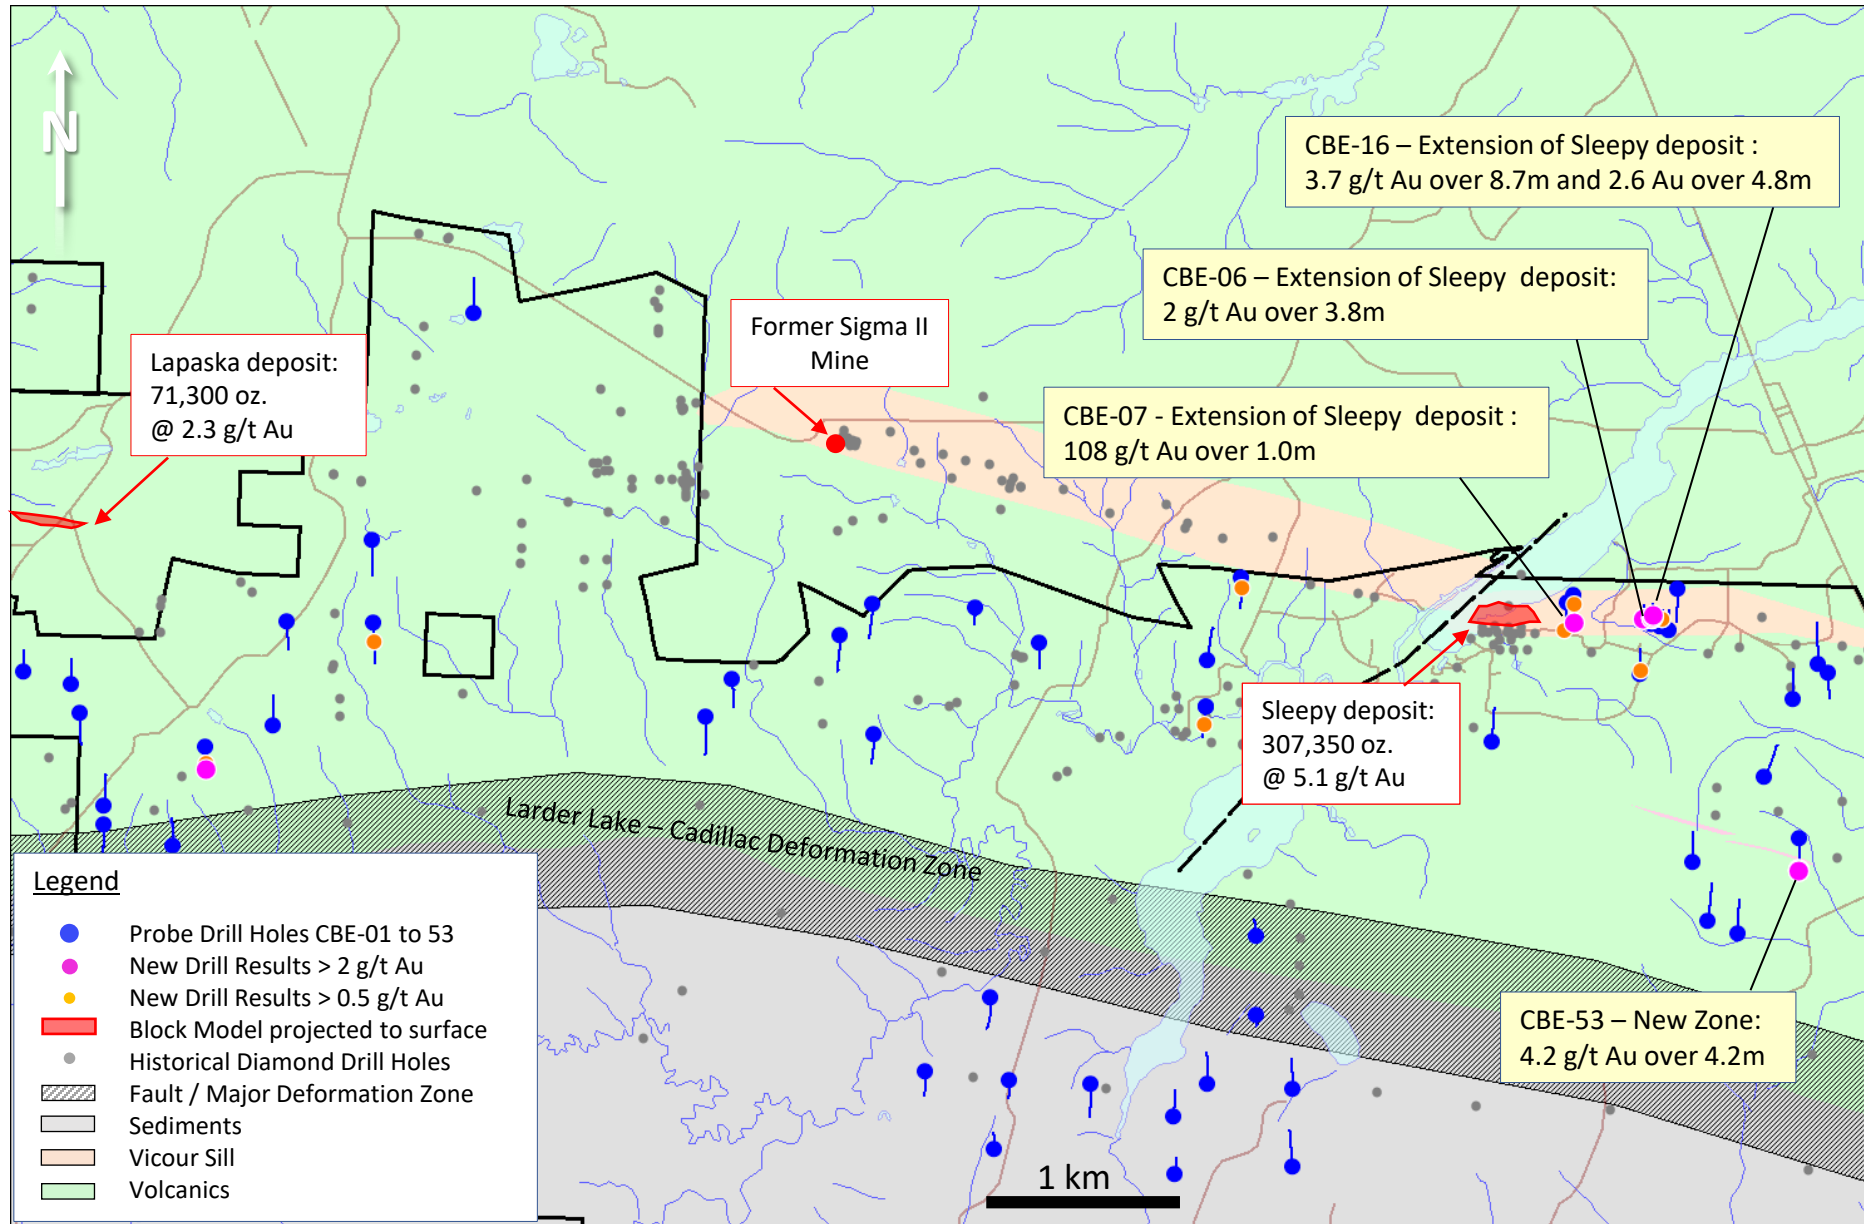 N
CBE-16 – Extension of Sleepy deposit :
3.7 g/t Au over 8.7m and 2.6 Au over 4.8m
CBE-06 – Extension of Sleepy deposit:
2 g/t Au over 3.8m
Former Sigma II
Mine
Lapaska deposit:
71,300 oz.
@ 2.3 g/t Au
CBE-07 - Extension of Sleepy deposit :
108 g/t Au over 1.0m
Sleepy deposit:
307,350 oz.
@ 5.1 g/t Au
Larder Lake – Cadillac Deformation Zone
CBE-53 – New Zone:
4.2 g/t Au over 4.2m
Legend
Probe Drill Holes CBE-01 to 53
New Drill Results > 2 g/t Au
New Drill Results > 0.5 g/t Au
Block Model projected to surface
Historical Diamond Drill Holes
Fault / Major Deformation Zone
Sediments
Vicour Sill
Volcanics
1 km